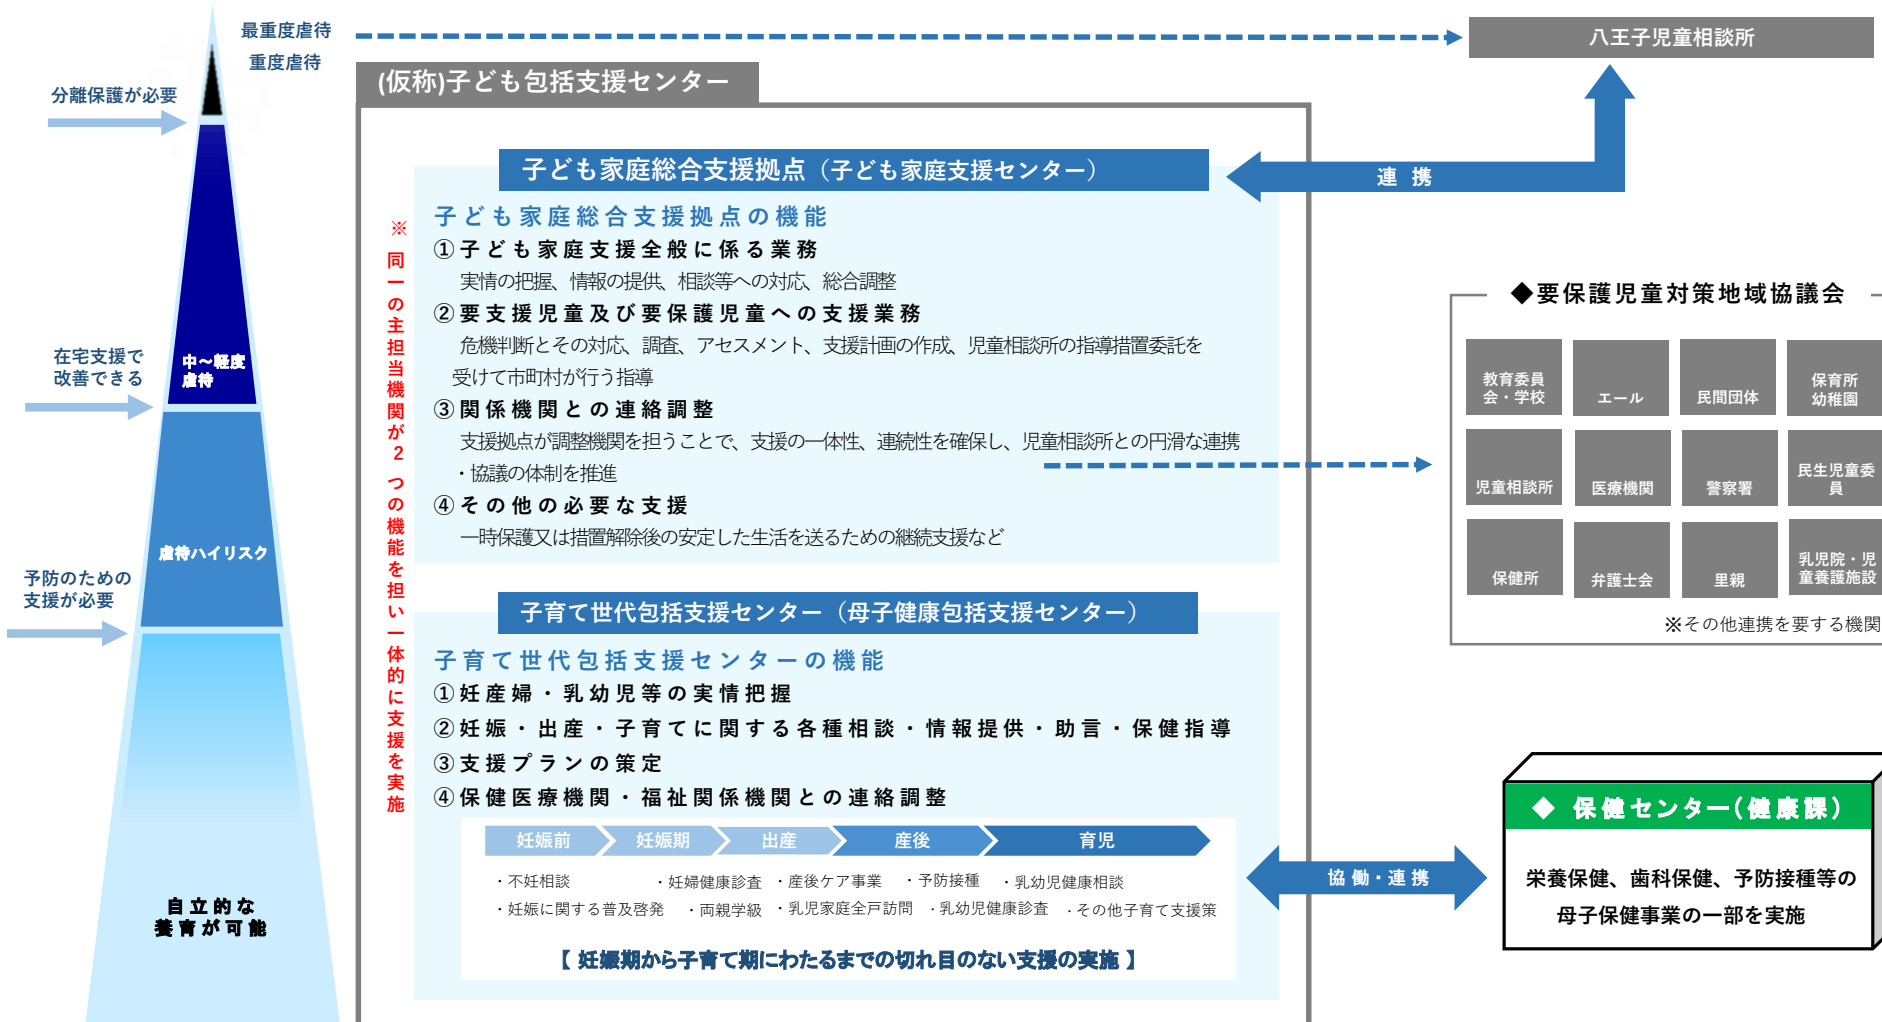 最重度虐待
重度虐待
分離保護が必要
中～軽度
虐待
在宅支援で
改善できる
虐待ハイリスク
予防のための
支援が必要
自立的な
養育が可能
(仮称)子ども包括支援センター
※同一の主担当機関が2つの機能を担い一体的に支援を実施
子ども家庭総合支援拠点（子ども家庭支援センター）
子ども家庭総合支援拠点の機能
①子ども家庭支援全般に係る業務
実情の把握、情報の提供、相談等への対応、総合調整
②要支援児童及び要保護児童への支援業務
危機判断とその対応、調査、アセスメント、支援計画の作成、児童相談所の指導措置委託を
受けて市町村が行う指導
③関係機関との連絡調整
支援拠点が調整機関を担うことで、支援の一体性、連続性を確保し、児童相談所との円滑な連携
・協議の体制を推進
④その他の必要な支援
一時保護又は措置解除後の安定した生活を送るための継続支援など
子育て世代包括支援センター（母子健康包括支援センター）
子育て世代包括支援センターの機能
①妊産婦・乳幼児等の実情把握
②妊娠・出産・子育てに関する各種相談・情報提供・助言・保健指導
③支援プランの策定
④保健医療機関・福祉関係機関との連絡調整
妊娠前 妊娠期 出産 産後 育児
・不妊相談 ・妊婦健康診査 ・産後ケア事業 ・予防接種 ・乳幼児健康相談
・妊娠に関する普及啓発 ・両親学級 ・乳児家庭全戸訪問 ・乳幼児健康診査 ・その他子育て支援策
【 妊娠期から子育て期にわたるまでの切れ目のない支援の実施 】
八王子児童相談所
連 携
◆要保護児童対策地域協議会
教育委員
会・学校
エール
民間団体
保育所
幼稚園
児童相談所
医療機関
警察署
民生児童委
員
保健所
弁護士会
里親
乳児院・児
童養護施設
※その他連携を要する機関
協働・連携
◆ 保健センター(健康課)
栄養保健、歯科保健、予防接種等の
母子保健事業の一部を実施